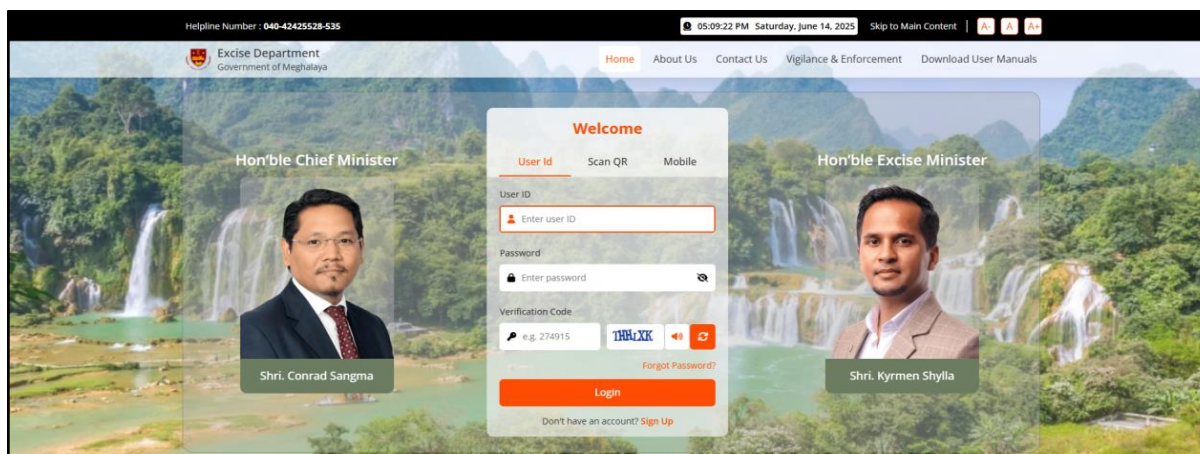 Helpline Number : 040-42425528-535
05:09:22 PM Saturday, June 14, 2025
Skip to Main Content
A- A A+
Excise Department
Government of Meghalaya
Home About Us Contact Us Vigilance & Enforcement Download User Manuals
Hon'ble Chief Minister
Shri. Conrad Sangma
Welcome
User Id Scan QR Mobile
User ID
Enter user ID
Password
Enter password
Verification Code
e.g. 274915
Forgot Password?
Login
Don't have an account? Sign Up
Hon'ble Excise Minister
Shri. Kyrmen Shylla